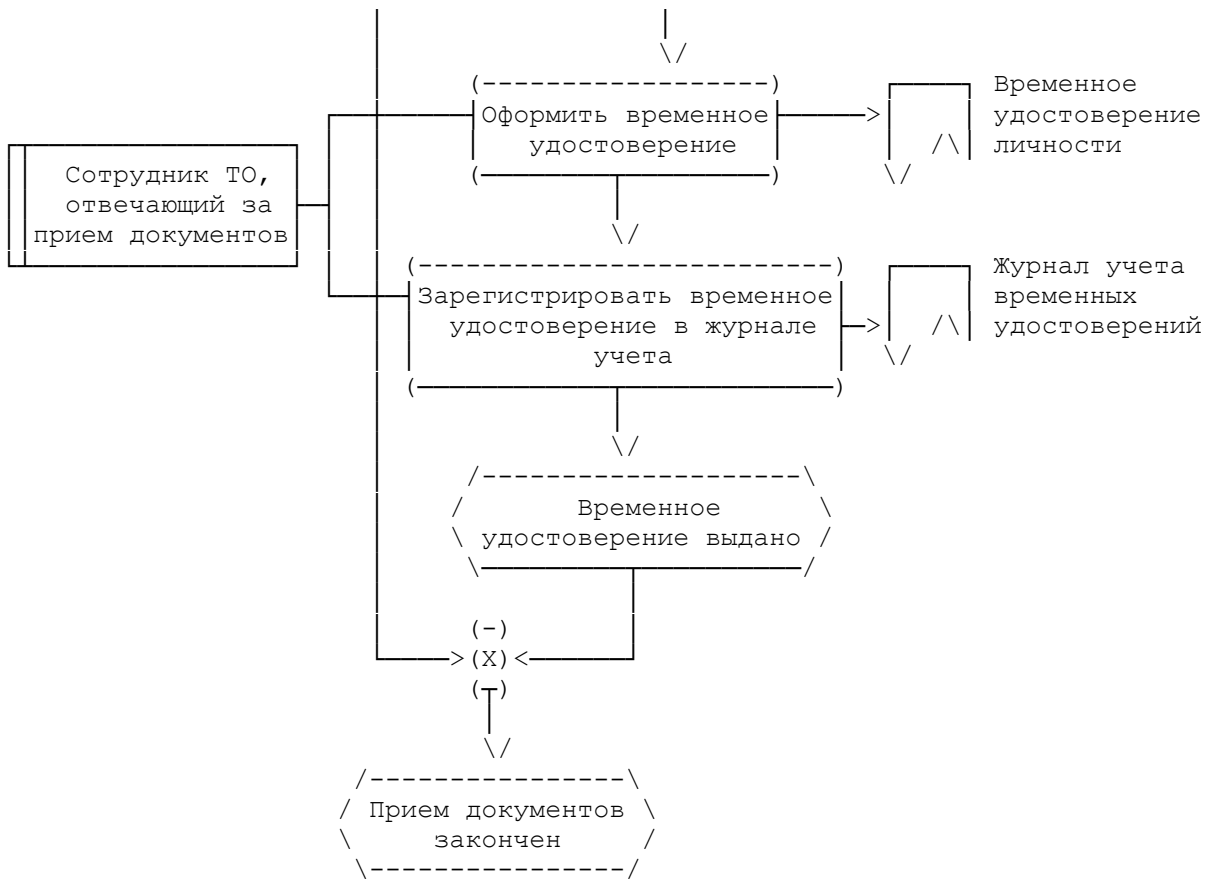 Оформить временное
удостоверение
Временное
удостоверение
личности
Сотрудник ТО,
отвечающий за
прием документов
Зарегистрировать временное
удостоверение в журнале
учета
Журнал учета
временных
удостоверений
Временное
удостоверение выдано
(X)
Прием документов
закончен